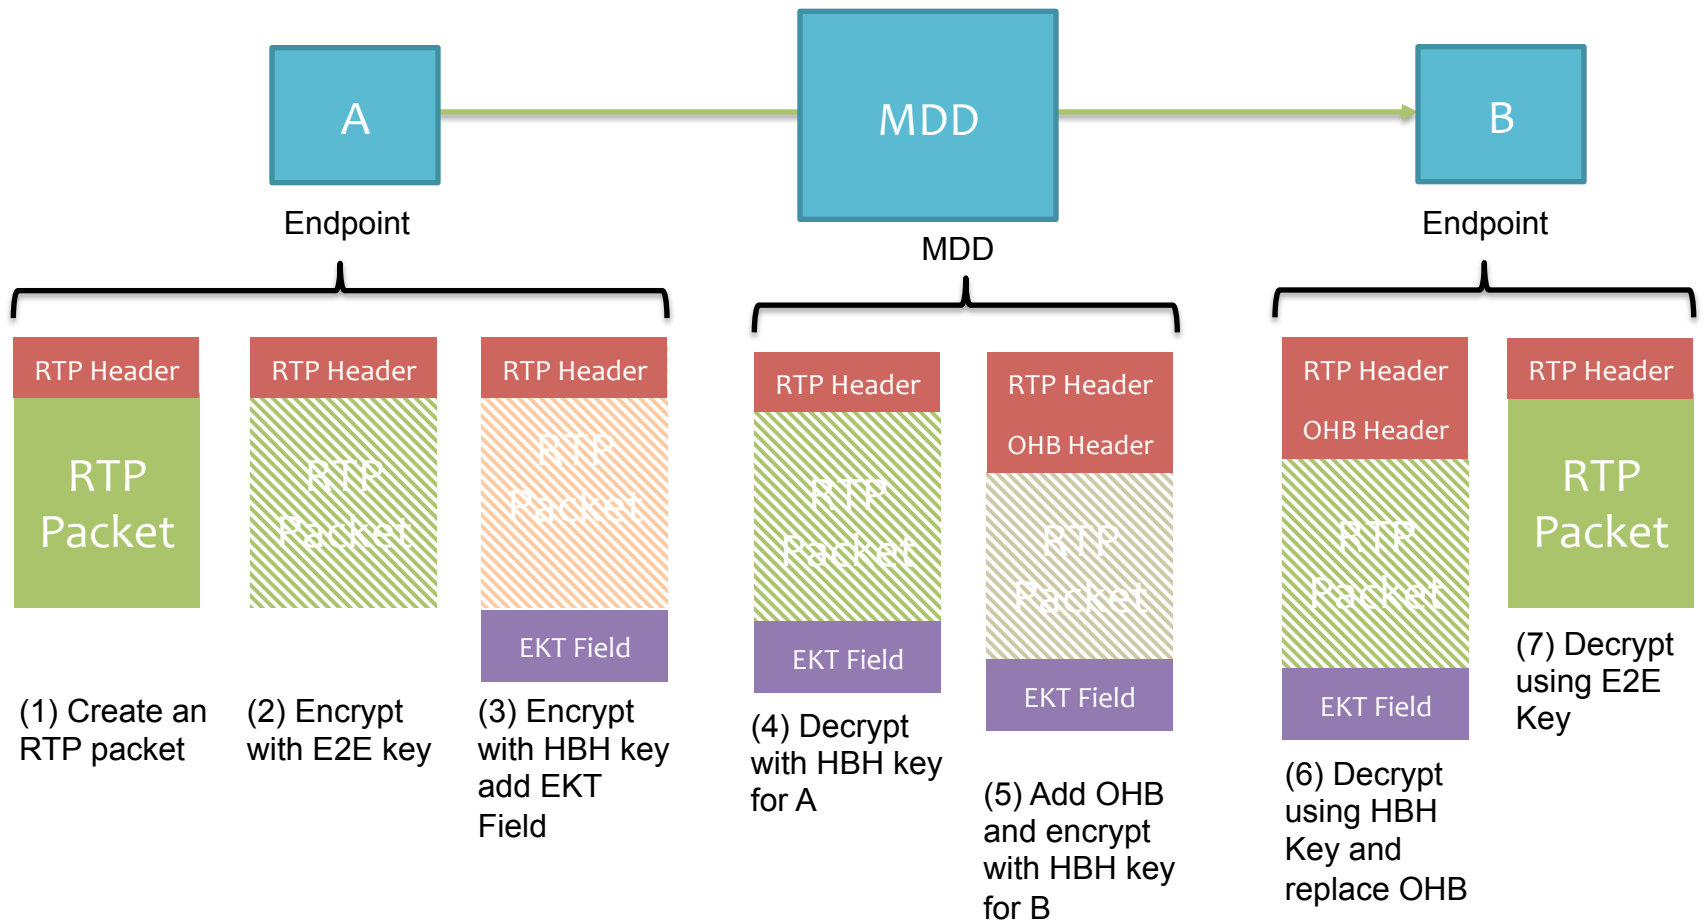 A
MDD
B
Endpoint
MDD
Endpoint
RTP Header
RTP
Packet
(1) Create an
RTP packet
RTP Header
RTP
Packet
(2) Encrypt
with E2E key
RTP Header
RTP
Packet
EKT Field
(3) Encrypt
with HBH key
add EKT
Field
RTP Header
RTP
Packet
EKT Field
(4) Decrypt
with HBH key
for A
RTP Header
OHB Header
RTP
Packet
EKT Field
(5) Add OHB
and encrypt
with HBH key
for B
RTP Header
OHB Header
RTP
Packet
EKT Field
(6) Decrypt
using HBH
Key and
replace OHB
RTP Header
RTP
Packet
(7) Decrypt
using E2E
Key